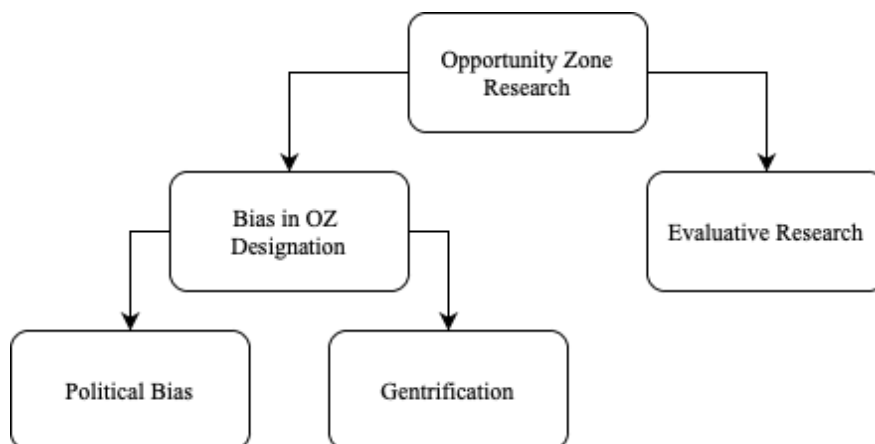 Opportunity Zone
Research
Bias in OZ
Designation
Evaluative Research
Political Bias
Gentrification